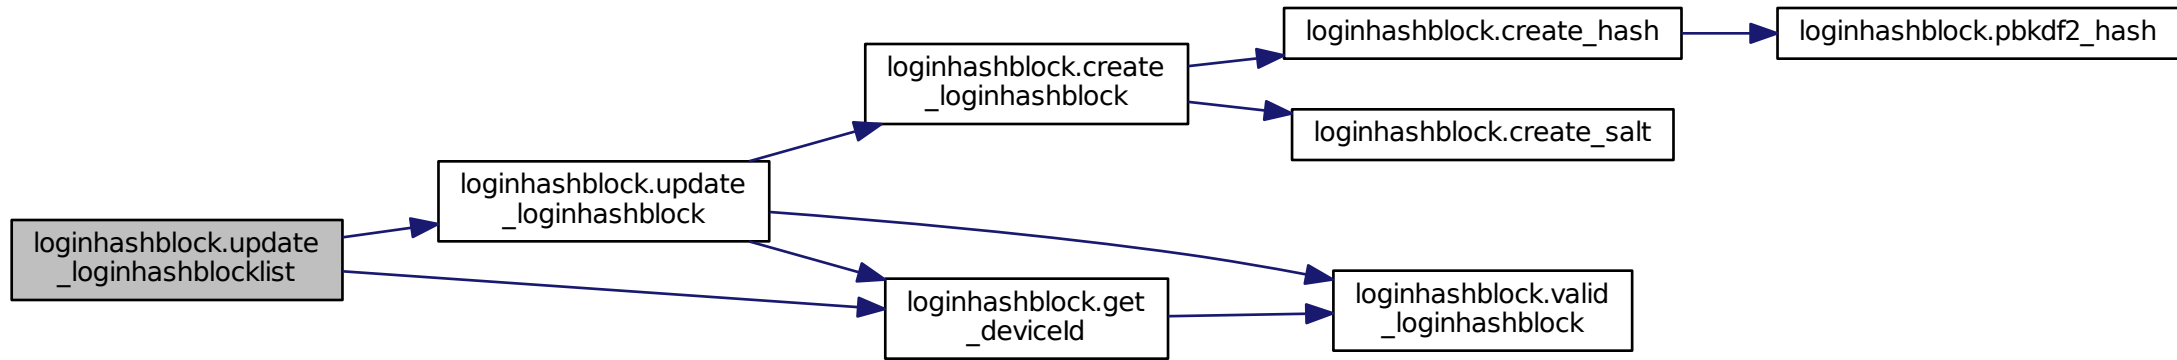 loginhashblock.update
_loginhashblocklist
loginhashblock.update
_loginhashblock
loginhashblock.create
_loginhashblock
loginhashblock.get
_deviceId
loginhashblock.create_hash
loginhashblock.create_salt
loginhashblock.valid
_loginhashblock
loginhashblock.pbkdf2_hash